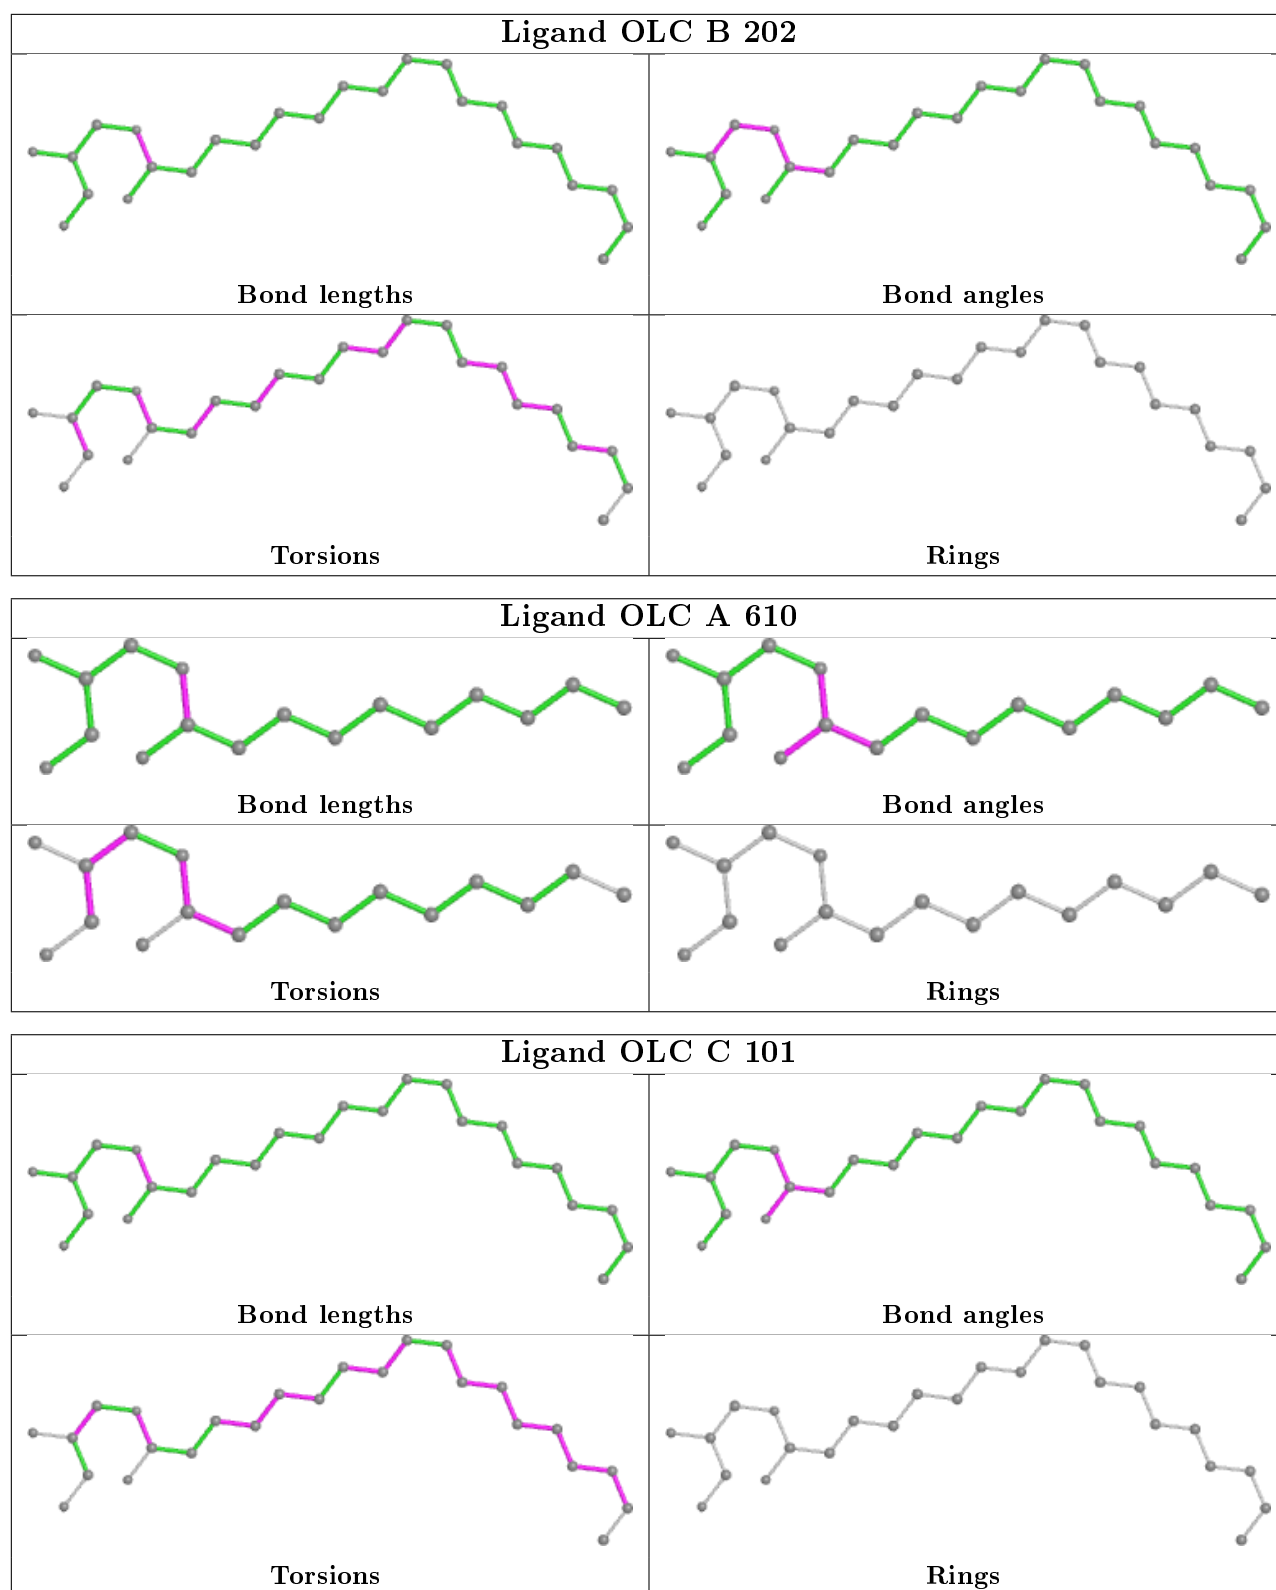 Ligand OLC B 202
Bond lengths
Bond angles
Torsions
Rings
Ligand OLC A 610
Bond lengths
Bond angles
Torsions
Rings
Ligand OLC C 101
Bond lengths
Bond angles
Torsions
Rings